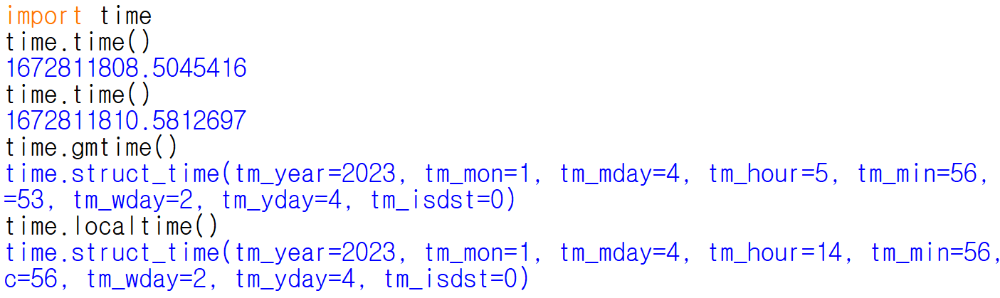 import time
time.time()
1672811808.5045416
time.time()
1672811810.5812697
time.gmtime()
time.struct_time(tm_year=2023, tm_mon=1, tm_mday=4, tm_hour=5, tm_min=56,
=53, tm_wday=2, tm_yday=4, tm_isdst=0)
time.localtime()
time.struct_time(tm_year=2023, tm_mon=1, tm_mday=4, tm_hour=14, tm_min=56,
c=56, tm_wday=2, tm_yday=4, tm_isdst=0)